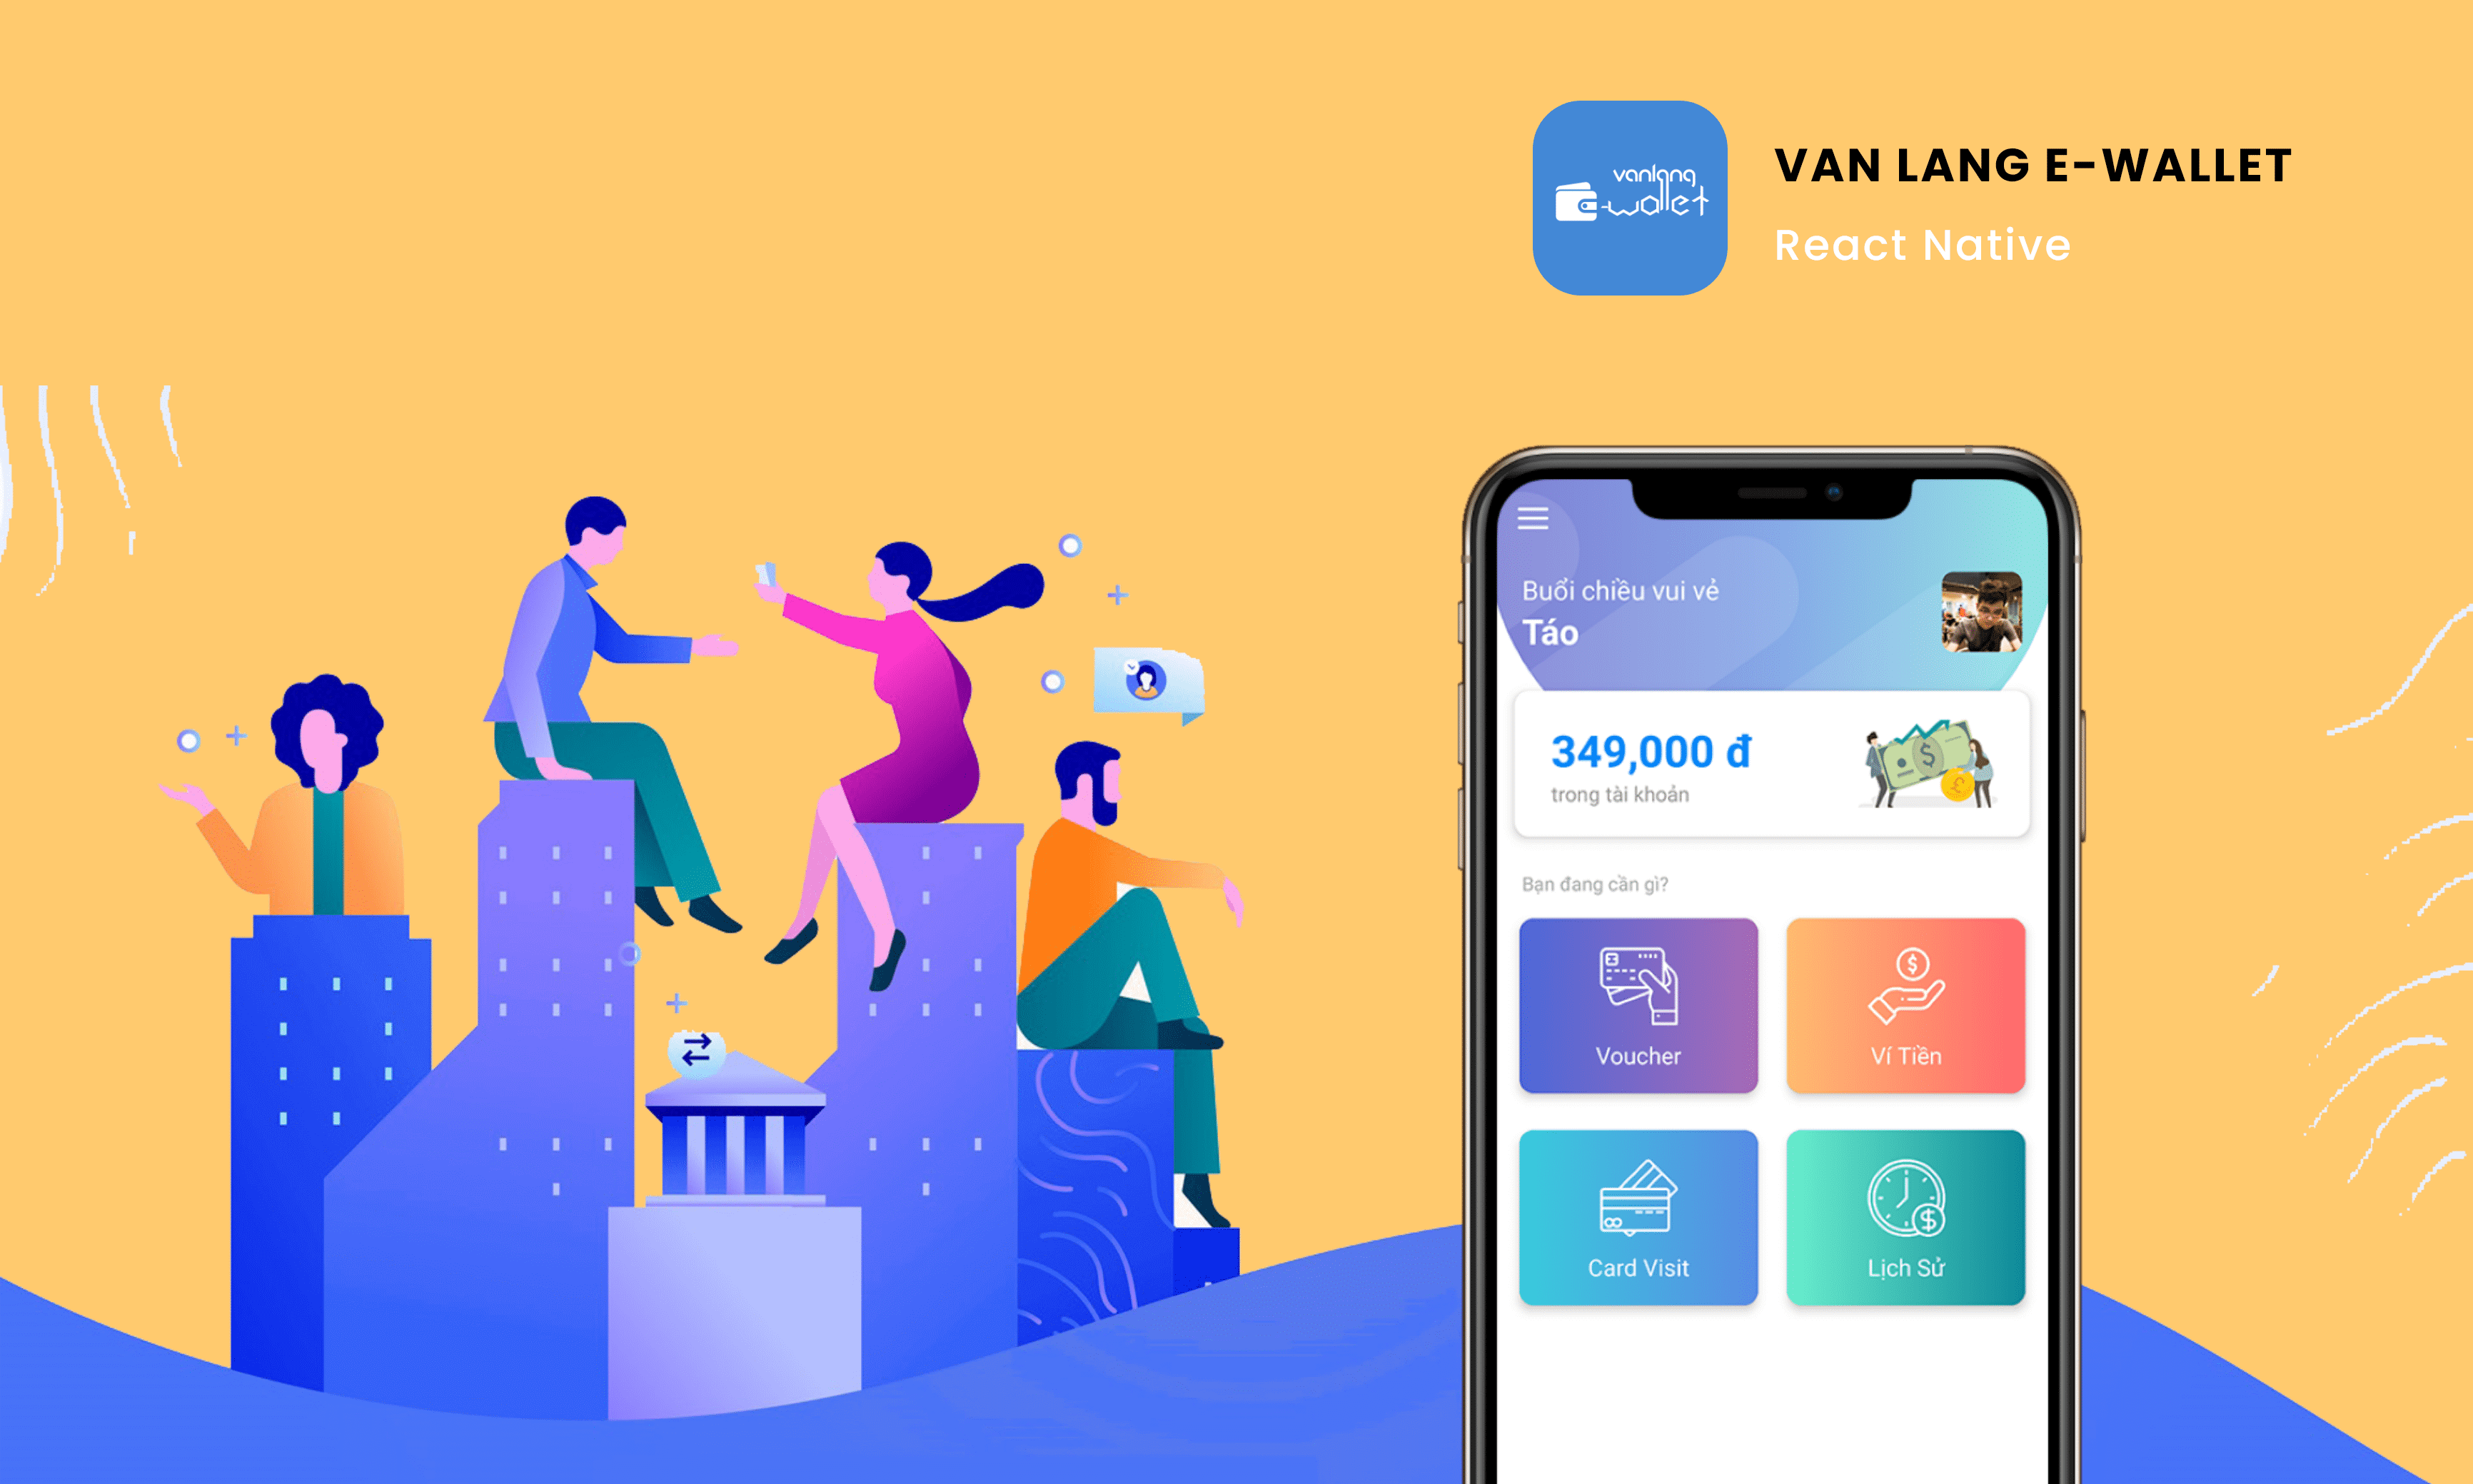 vanlang
e-wallet
VAN LANG E-WALLET
React Native
Buổi chiều vui vẻ
Táo
349,000 đ
trong tài khoản
Bạn đang cần gì?
Voucher
Ví Tiền
Card Visit
Lịch Sử